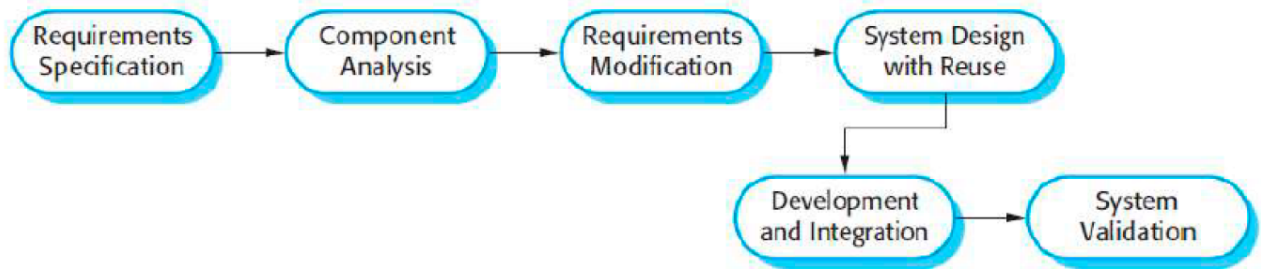 Requirements
Specification
Component
Analysis
Requirements
Modification
System Design
with Reuse
Development
and Integration
System
Validation